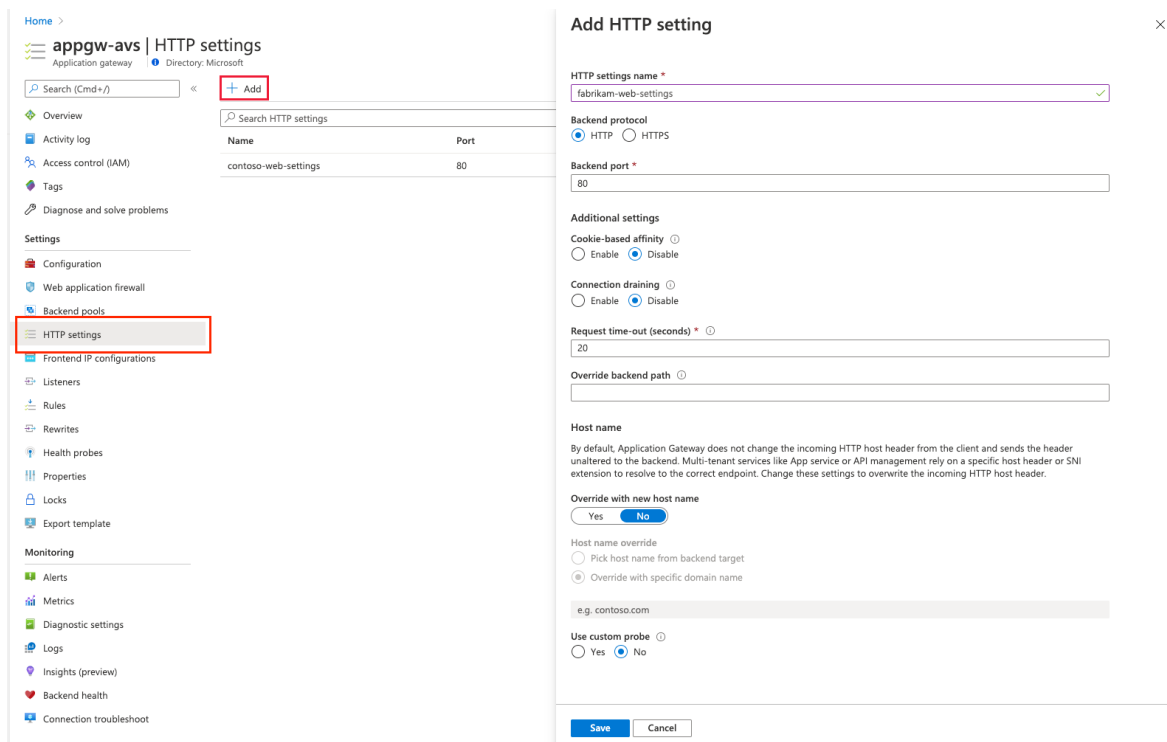 Home >
appgw-avs | HTTP settings
Application gateway Directory: Microsoft
Search (Cmd+/)
«
Overview
Activity log
Access control (IAM)
Tags
Diagnose and solve problems
Settings
Configuration
Web application firewall
Backend pools
HTTP settings
Frontend IP configurations
Listeners
Rules
Rewrites
Health probes
Properties
Locks
Export template
Monitoring
Alerts
Metrics
Diagnostic settings
Logs
Insights (preview)
Backend health
Connection troubleshoot
+ Add
Search HTTP settings
Name Port
contoso-web-settings 80
Add HTTP setting
HTTP settings name *
fabrikam-web-settings
Backend protocol
HTTP HTTPS
Backend port *
80
Additional settings
Cookie-based affinity
Enable Disable
Connection draining
Enable Disable
Request time-out (seconds) *
20
Override backend path
Host name
By default, Application Gateway does not change the incoming HTTP host header from the client and sends the header
unaltered to the backend. Multi-tenant services like App service or API management rely on a specific host header or SNI
extension to resolve to the correct endpoint. Change these settings to overwrite the incoming HTTP host header.
Override with new host name
Yes No
Host name override
Pick host name from backend target
Override with specific domain name
e.g. contoso.com
Use custom probe
Yes No
Save Cancel